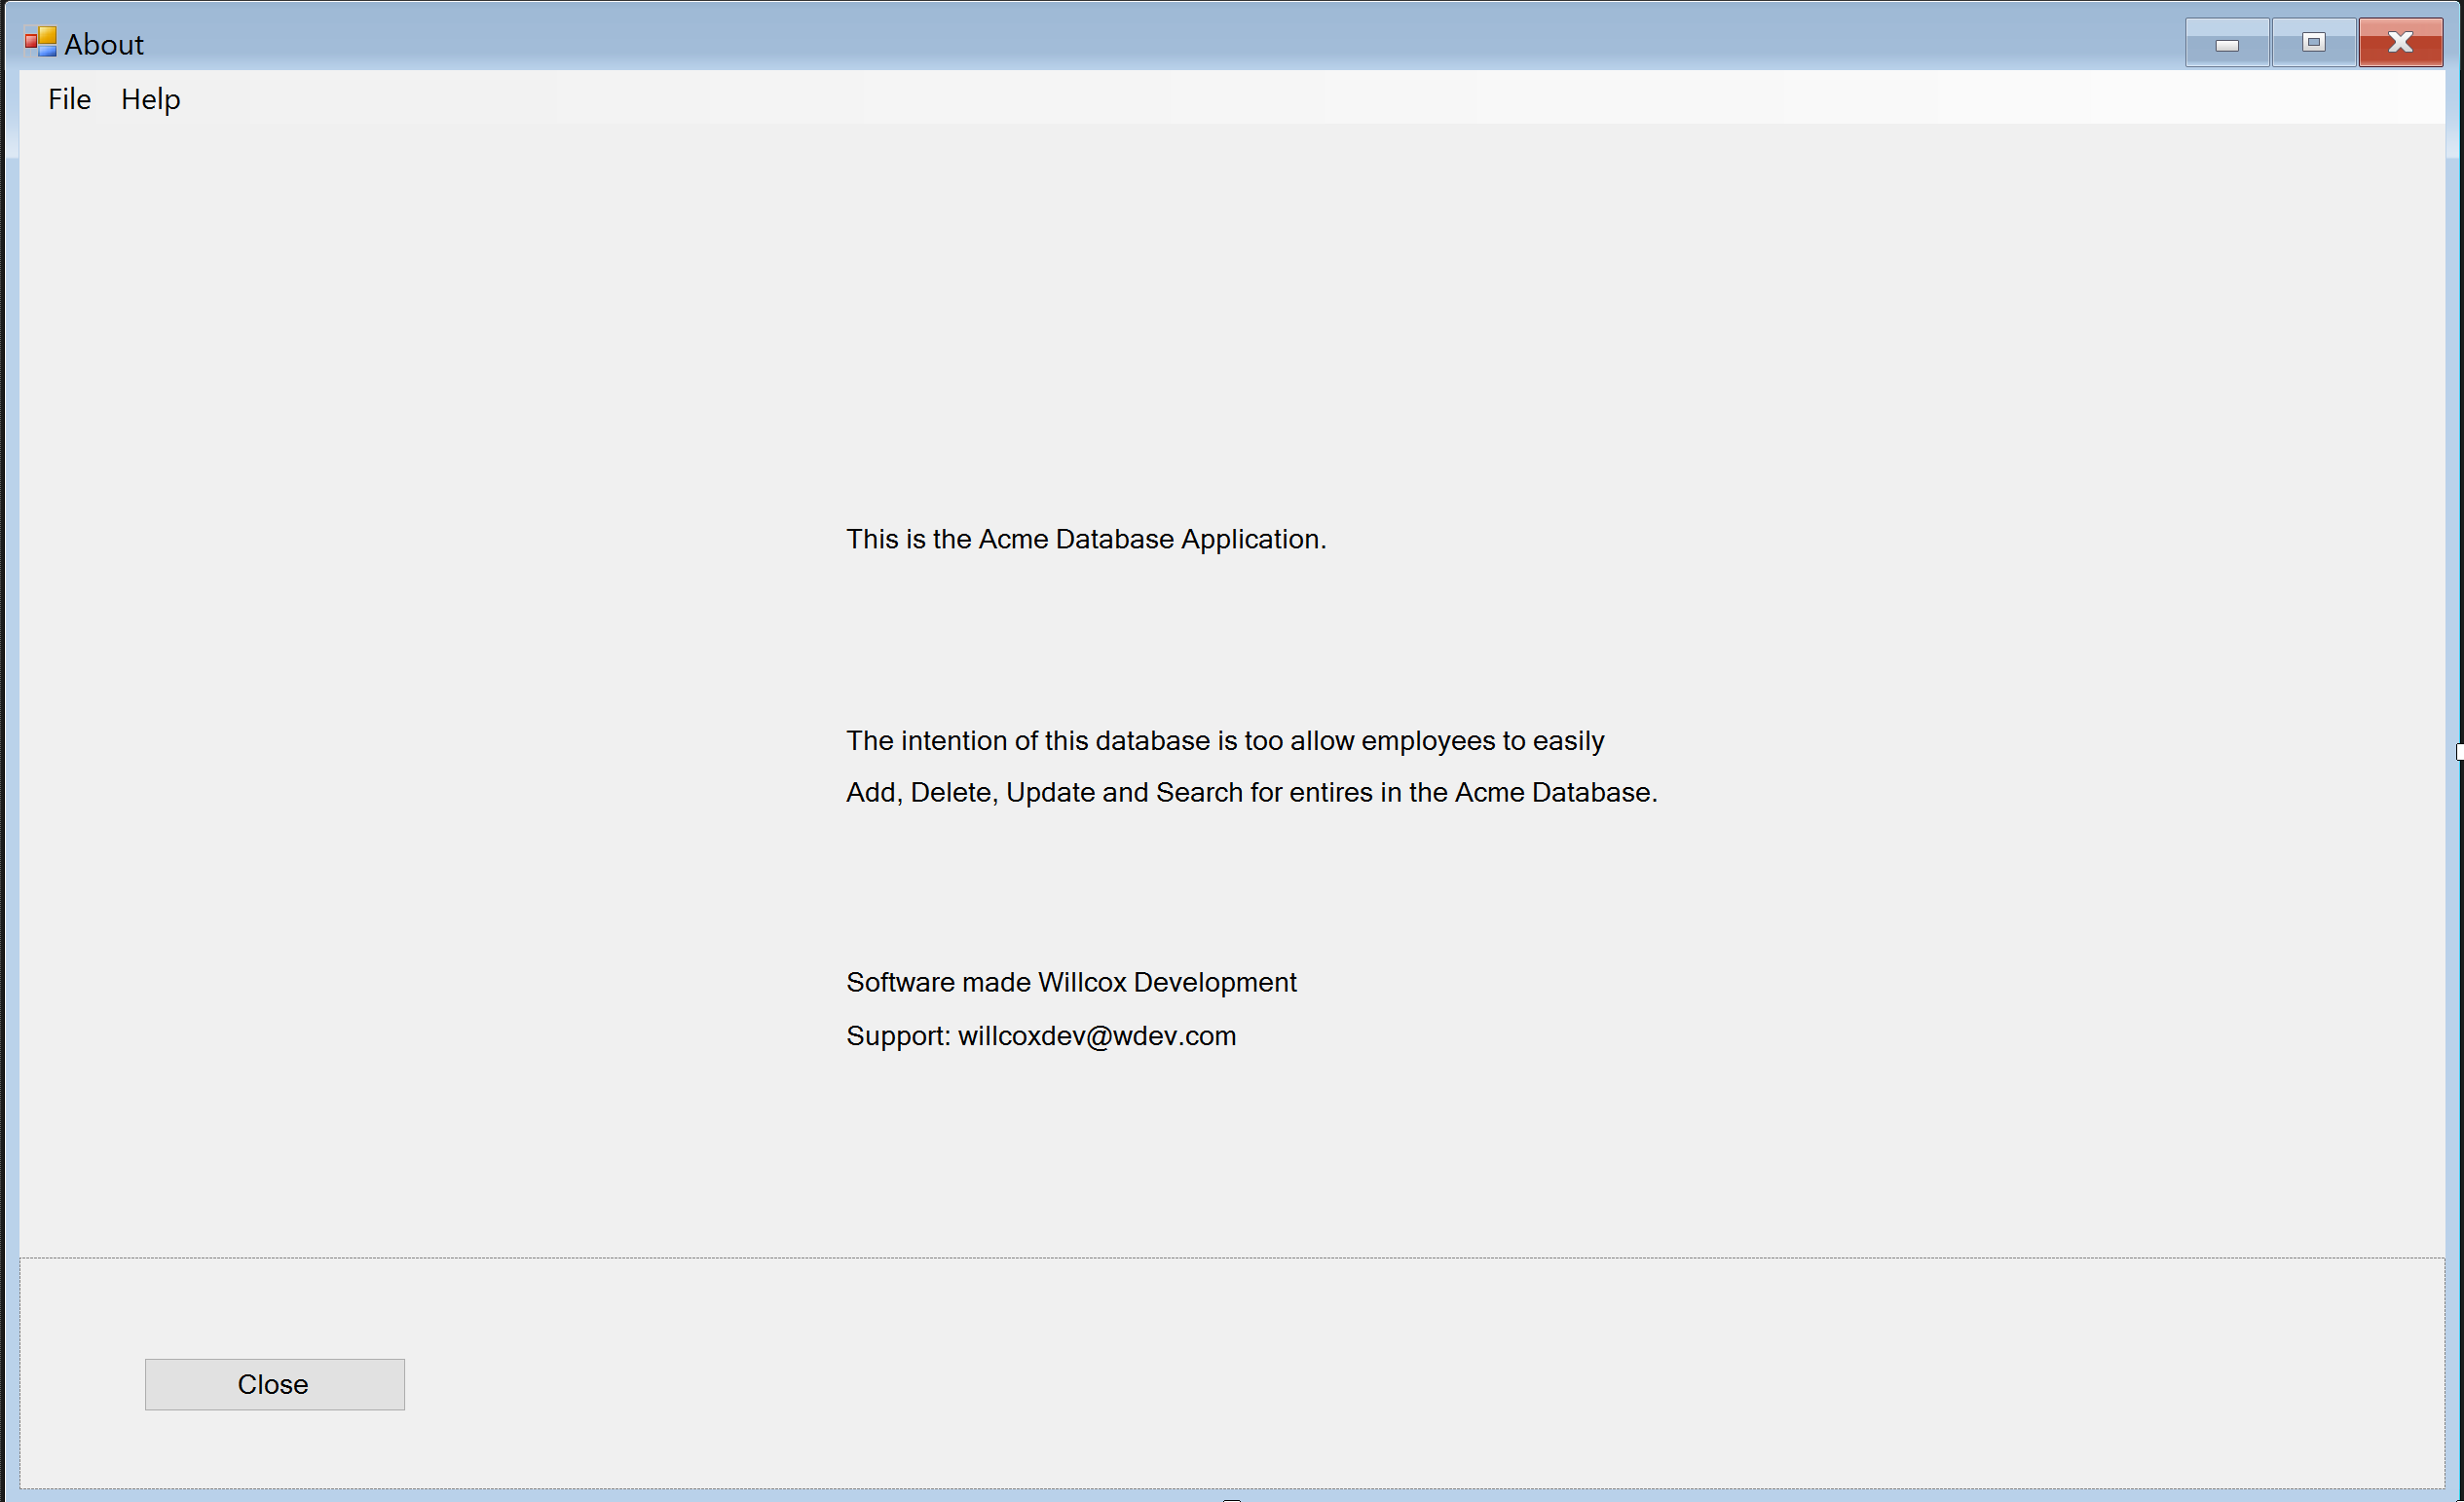 About
File Help
This is the Acme Database Application.
The intention of this database is too allow employees to easily
Add, Delete, Update and Search for entires in the Acme Database.
Software made Willcox Development
Support: willcoxdev@wdev.com
Close